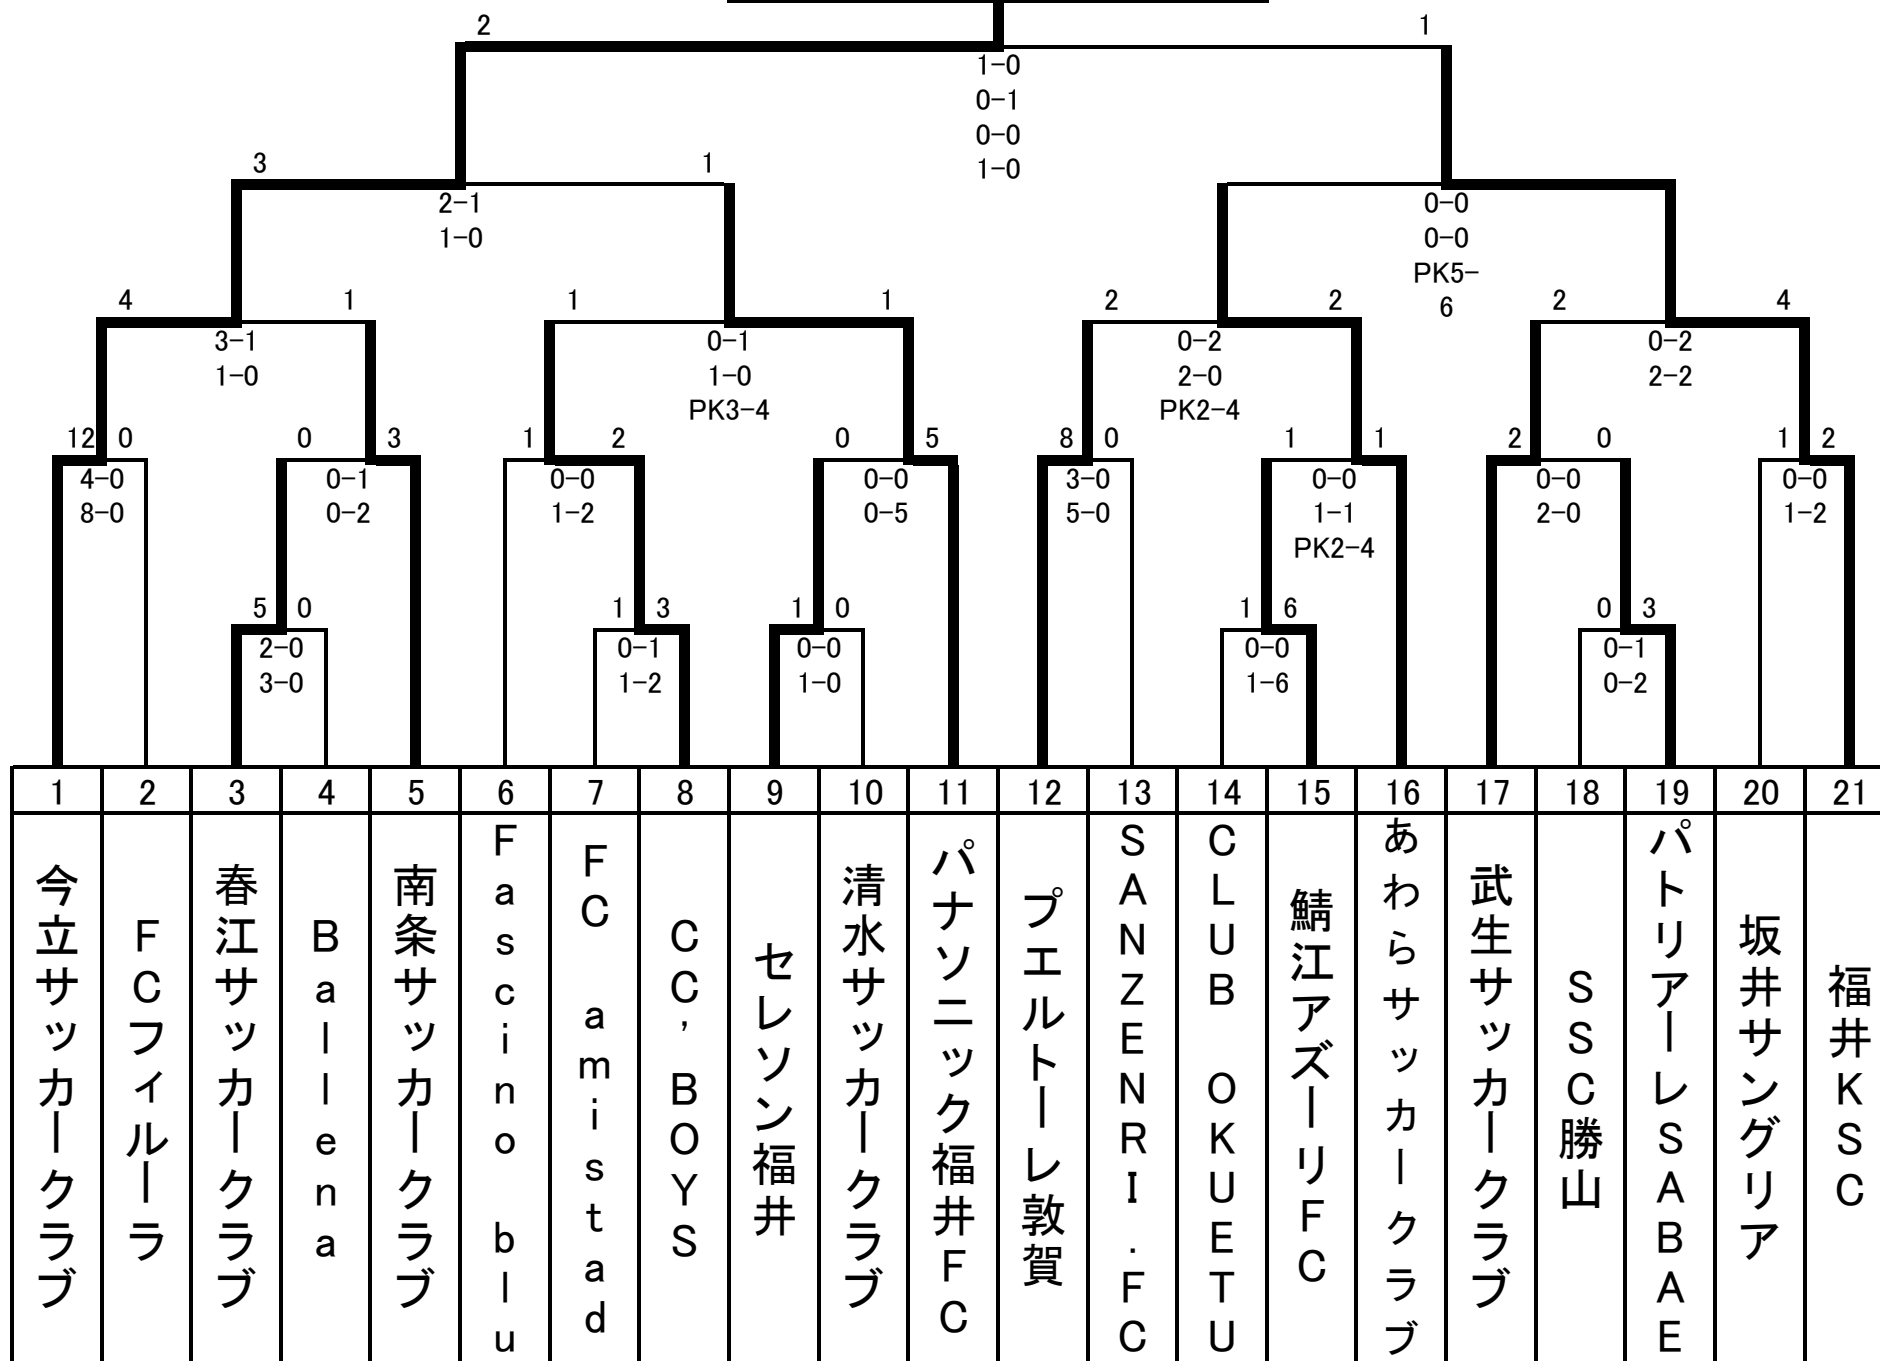 2 1
1-0
0-1
0-0
1-0
3 1
2-1
1-0
0-0
0-0
PK5-
6
4 1 1 1 2 2 2 4
3-1 0-1 0-2 0-2
1-0 1-0 2-0 2-2
PK3-4 PK2-4
12 0 0 3 1 2 0 5 8 0 1 1 2 0 1 2
4-0 0-1 0-0 0-0 3-0 0-0 0-0 0-0
8-0 0-2 1-2 0-5 5-0 1-1 2-0 1-2
PK2-4
5 0 1 3 1 0 1 6 0 3
2-0 0-1 0-0 0-0 0-1
3-0 1-2 1-0 1-6 0-2
1 2 3 4 5 6 7 8 9 10 11 12 13 14 15 16 17 18 19 20 21
今立サッカークラブ
FCフィルーラ
春江サッカークラブ
Ballena
南条サッカークラブ
Fascino blu
FC amistad
CC’BOYS
セレソン福井
清水サッカークラブ
パナソニック福井FC
プエルトーレ敦賀
SANZENRI.FC
CLUB OKUETU
鯖江アズーリFC
あわらサッカークラブ
武生サッカークラブ
SSC勝山
パトリアーレSABAE
坂井サングリア
福井KSC